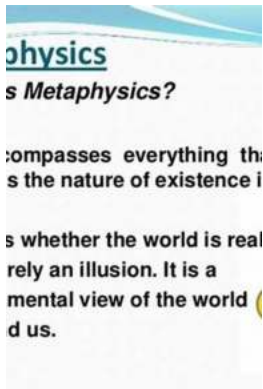 physics
s Metaphysics?
compasses everything tha
s the nature of existence i
s whether the world is real
rely an illusion. It is a
mental view of the world
d us.